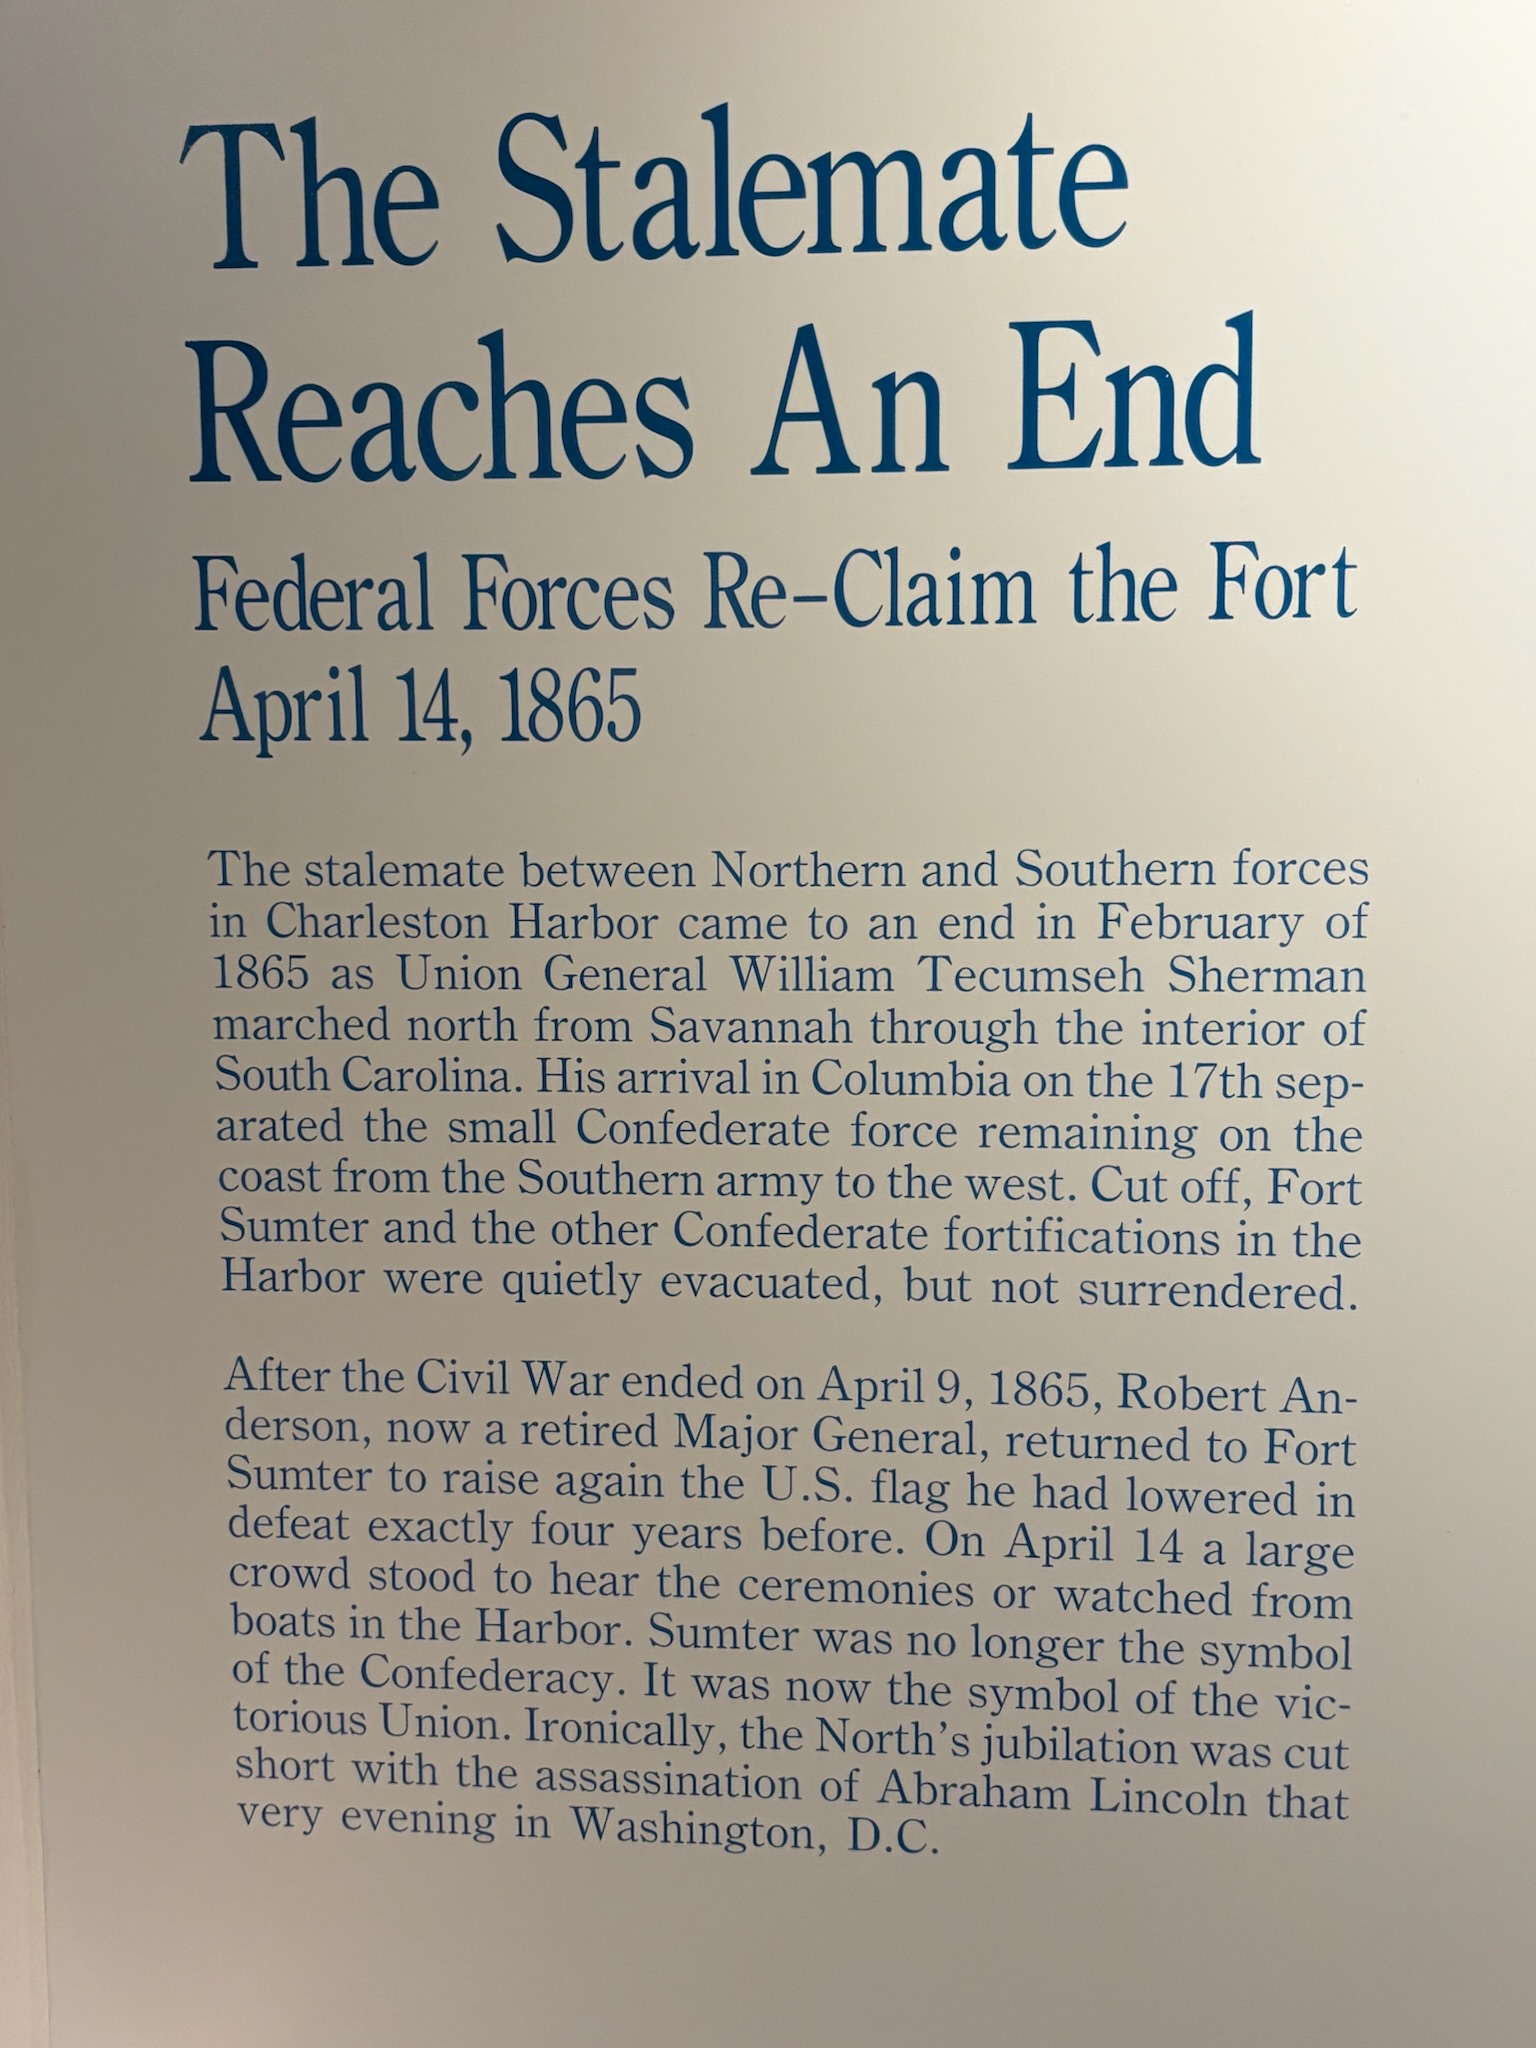 The Stalemate
Reaches An End
Federal Forces Re-Claim the Fort
April 14, 1865
The stalemate between Northern and Southern forces
in Charleston Harbor came to an end in February of
1865 as Union General William Tecumseh Sherman
marched north from Savannah through the interior of
South Carolina. His arrival in Columbia on the 17th sep-
arated the small Confederate force remaining on the
coast from the Southern army to the west. Cut off, Fort
Sumter and the other Confederate fortifications in the
Harbor were quietly evacuated, but not surrendered.
After the Civil War ended on April 9, 1865, Robert An-
derson, now a retired Major General, returned to Fort
Sumter to raise again the U.S. flag he had lowered in
defeat exactly four years before. On April 14 a large
crowd stood to hear the ceremonies or watched from
boats in the Harbor. Sumter was no longer the symbol
of the Confederacy. It was now the symbol of the vic-
torious Union. Ironically, the North's jubilation was cut
short with the assassination of Abraham Lincoln that
very evening in Washington, D.C.